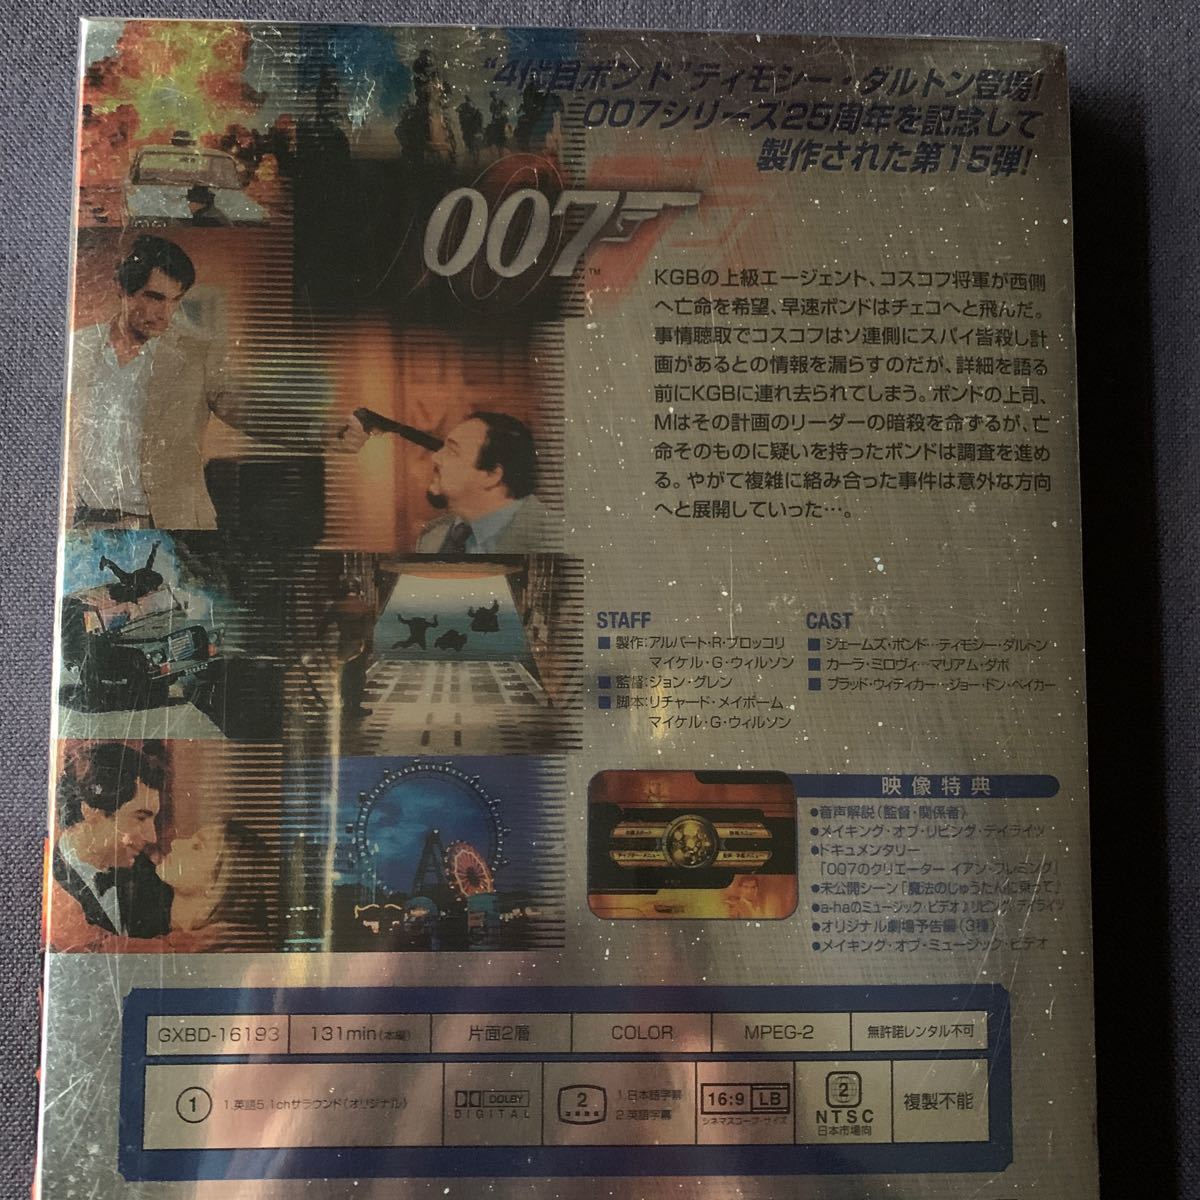 “4代目ボンド”ティモシー・ダルトン登場!
007シリーズ25周年を記念して
製作された第15弾!
007
™
KGBの上級エージェント、コスコフ将軍が西側
へ亡命を希望、早速ボンドはチェコへと飛んだ。
事情聴取でコスコフはソ連側にスパイ皆殺し計
画があるとの情報を漏らすのだが、詳細を語る
前にKGBに連れ去られてしまう。ボンドの上司、
Mはその計画のリーダーの暗殺を命ずるが、亡
命そのものに疑いを持ったボンドは調査を進め
る。やがて複雑に絡み合った事件は意外な方向
へと展開していった…。
STAFF
■製作:アルバート・R・ブロッコリ
マイケル・G・ウィルソン
■監督:ジョン・グレン
■脚本:リチャード・メイボーム
マイケル・G・ウィルソン
CAST
■ジェームズ・ボンド…ティモシー・ダルトン
■カーラ・ミロヴィ…マリアム・ダボ
■ブラッド・ウィティカー…ジョー・ドン・ベイカー
映像特典
●音声解説(監督・関係者)
●メイキング・オブ・リビング・デイライツ
●ドキュメンタリー
「007のクリエーター イアン・フレミング」
●未公開シーン「魔法のじゅうたんに乗って」
●a-haのミュージック・ビデオ♪リビング・デイライツ
●オリジナル劇場予告編(3種)
●メイキング・オブ・ミュージック・ビデオ
GXBD-16193
131min(本編)
片面2層
COLOR
MPEG-2
無許諾レンタル不可
1
1.英語5.1chサラウンド(オリジナル)
DOLBY
DIGITAL
2
1.日本語字幕
2.英語字幕
16:9 LB
シネマスコープ・サイズ
2
NTSC
日本市場向
複製不能